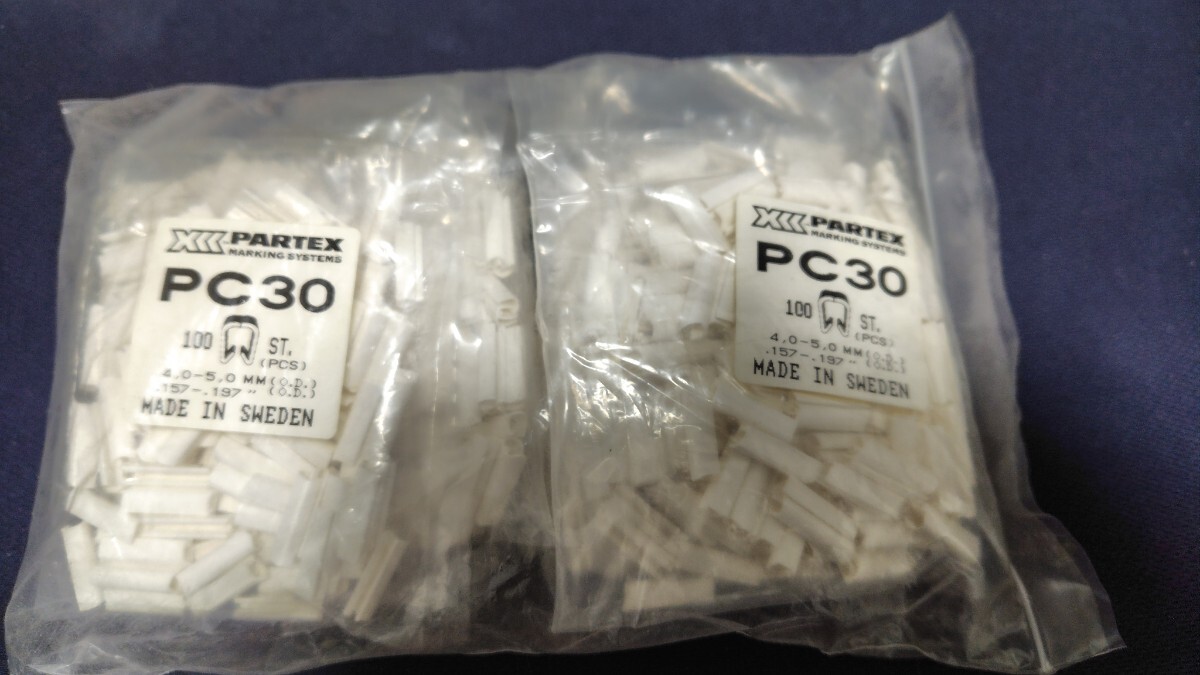 PARTEX
MARKING SYSTEMS
PC30
100 ST.
(PCS)
4,0-5,0 MM (O.D.)
.157-.197" (O.D.)
MADE IN SWEDEN
PARTEX
MARKING SYSTEMS
PC30
100 ST.
(PCS)
4,0-5,0 MM (O.D.)
.157-.197" (O.D.)
MADE IN SWEDEN